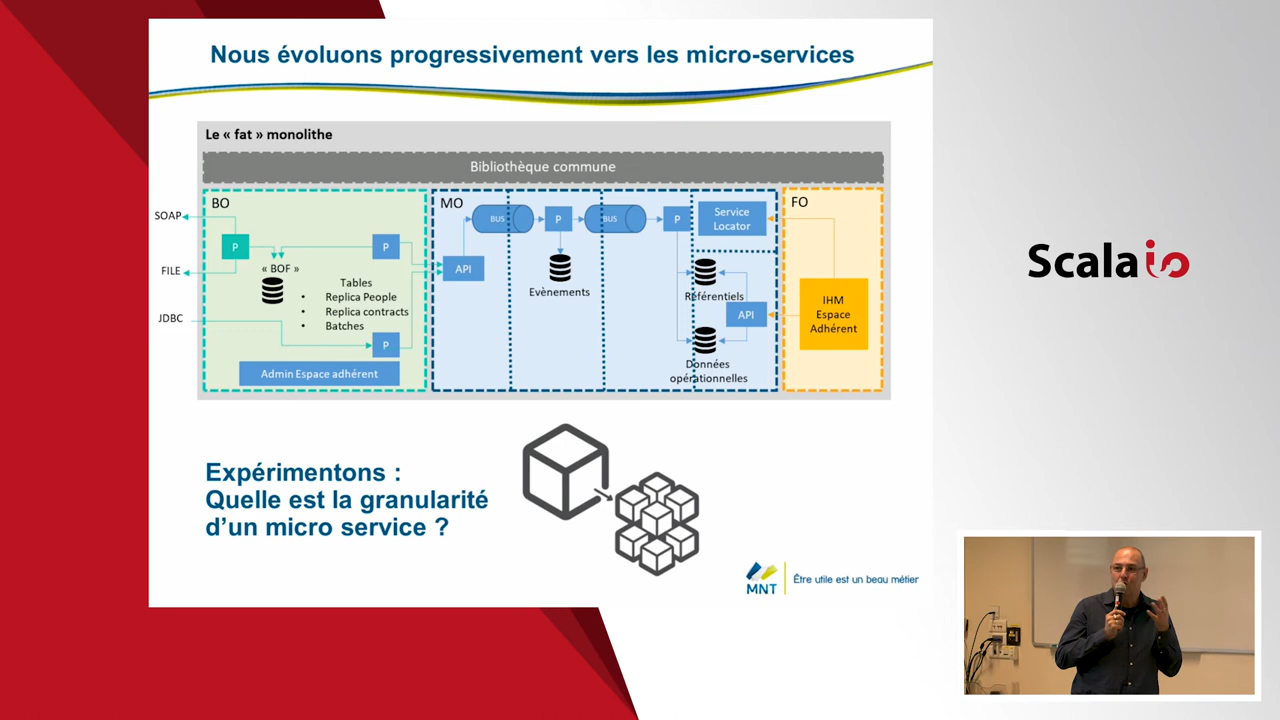 Nous évoluons progressivement vers les micro-services
Le « fat » monolithe
Bibliothèque commune
BO
MO
FO
SOAP
FILE
JDBC
P
« BOF »
P
Tables
• Replica People
• Replica contracts
• Batches
P
Admin Espace adhérent
API
BUS
P
Evènements
BUS
P
Service
Locator
Référentiels
API
Données
opérationnelles
IHM
Espace
Adhérent
Expérimentons :
Quelle est la granularité
d'un micro service ?
MNT
Être utile est un beau métier
Scala io